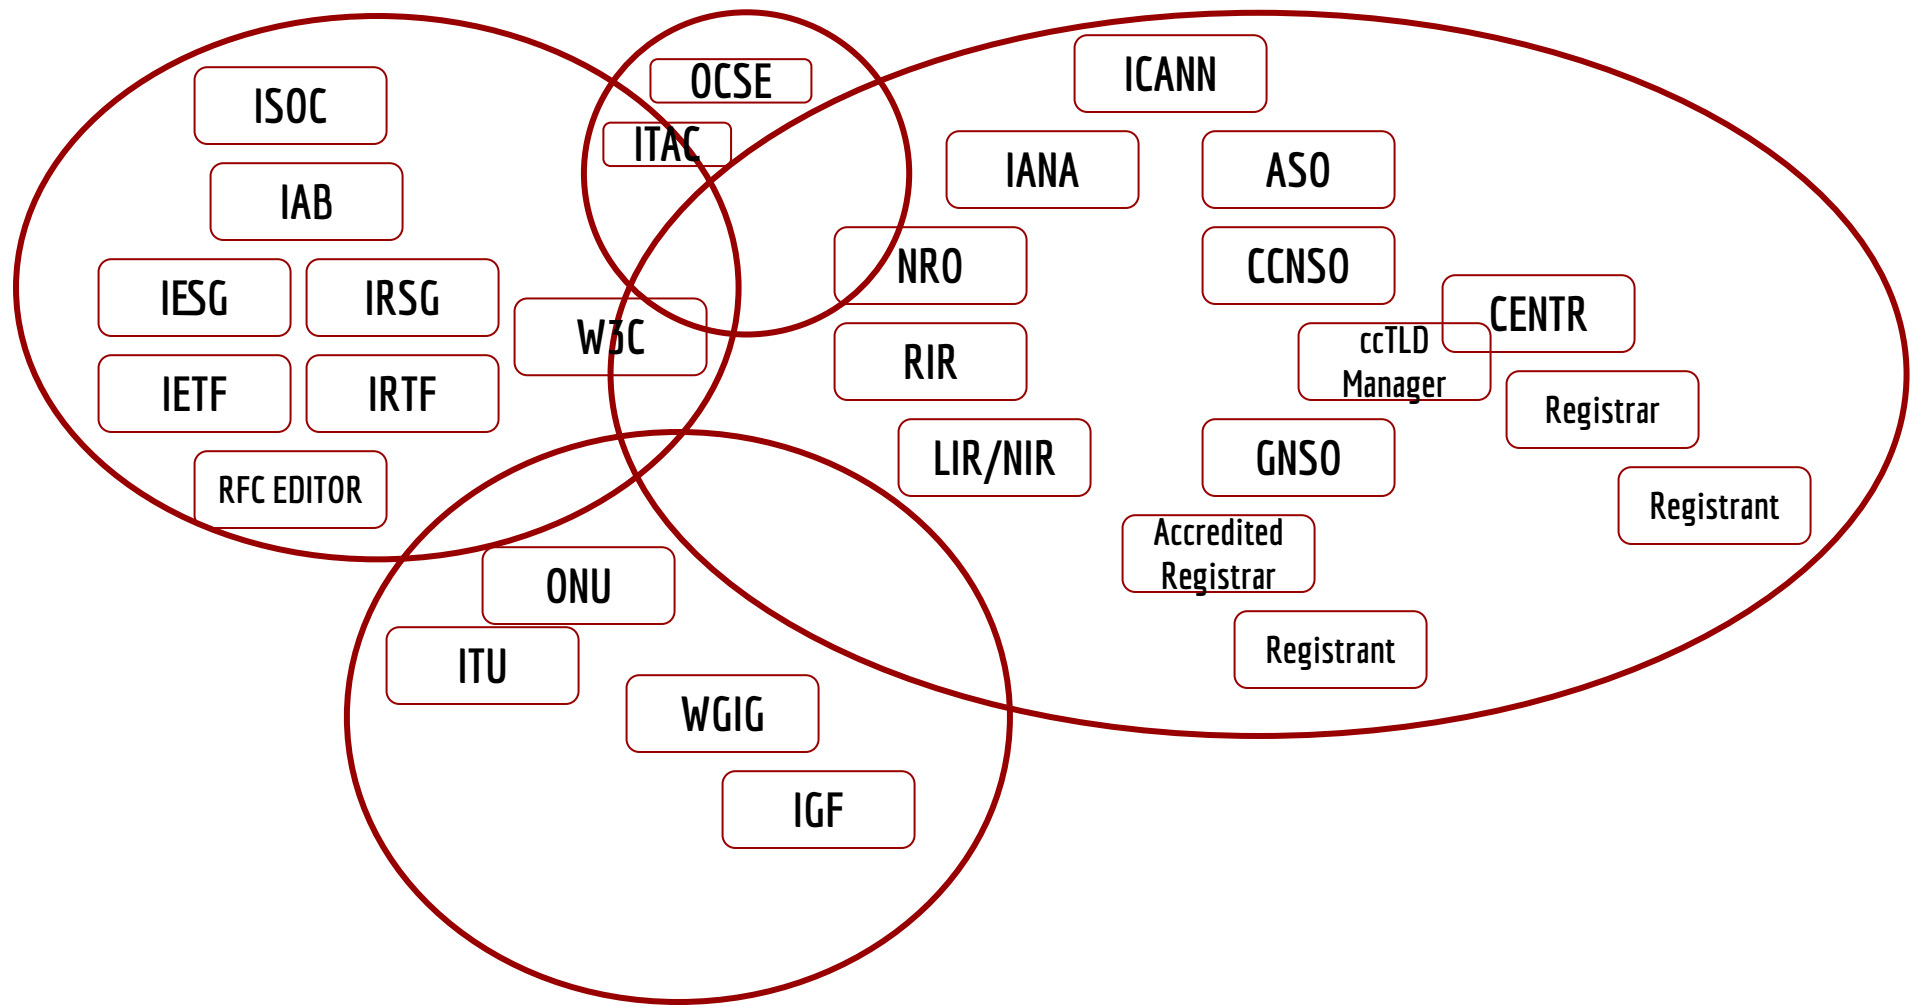 ISOC
IAB
IESG
IRSG
IETF
IRTF
RFC EDITOR
W3C
OCSE
ITAC
ICANN
IANA
ASO
NRO
CCNSO
CENTR
RIR
ccTLD
Manager
Registrar
LIR/NIR
GNSO
Registrant
Accredited
Registrar
Registrant
ONU
ITU
WGIG
IGF